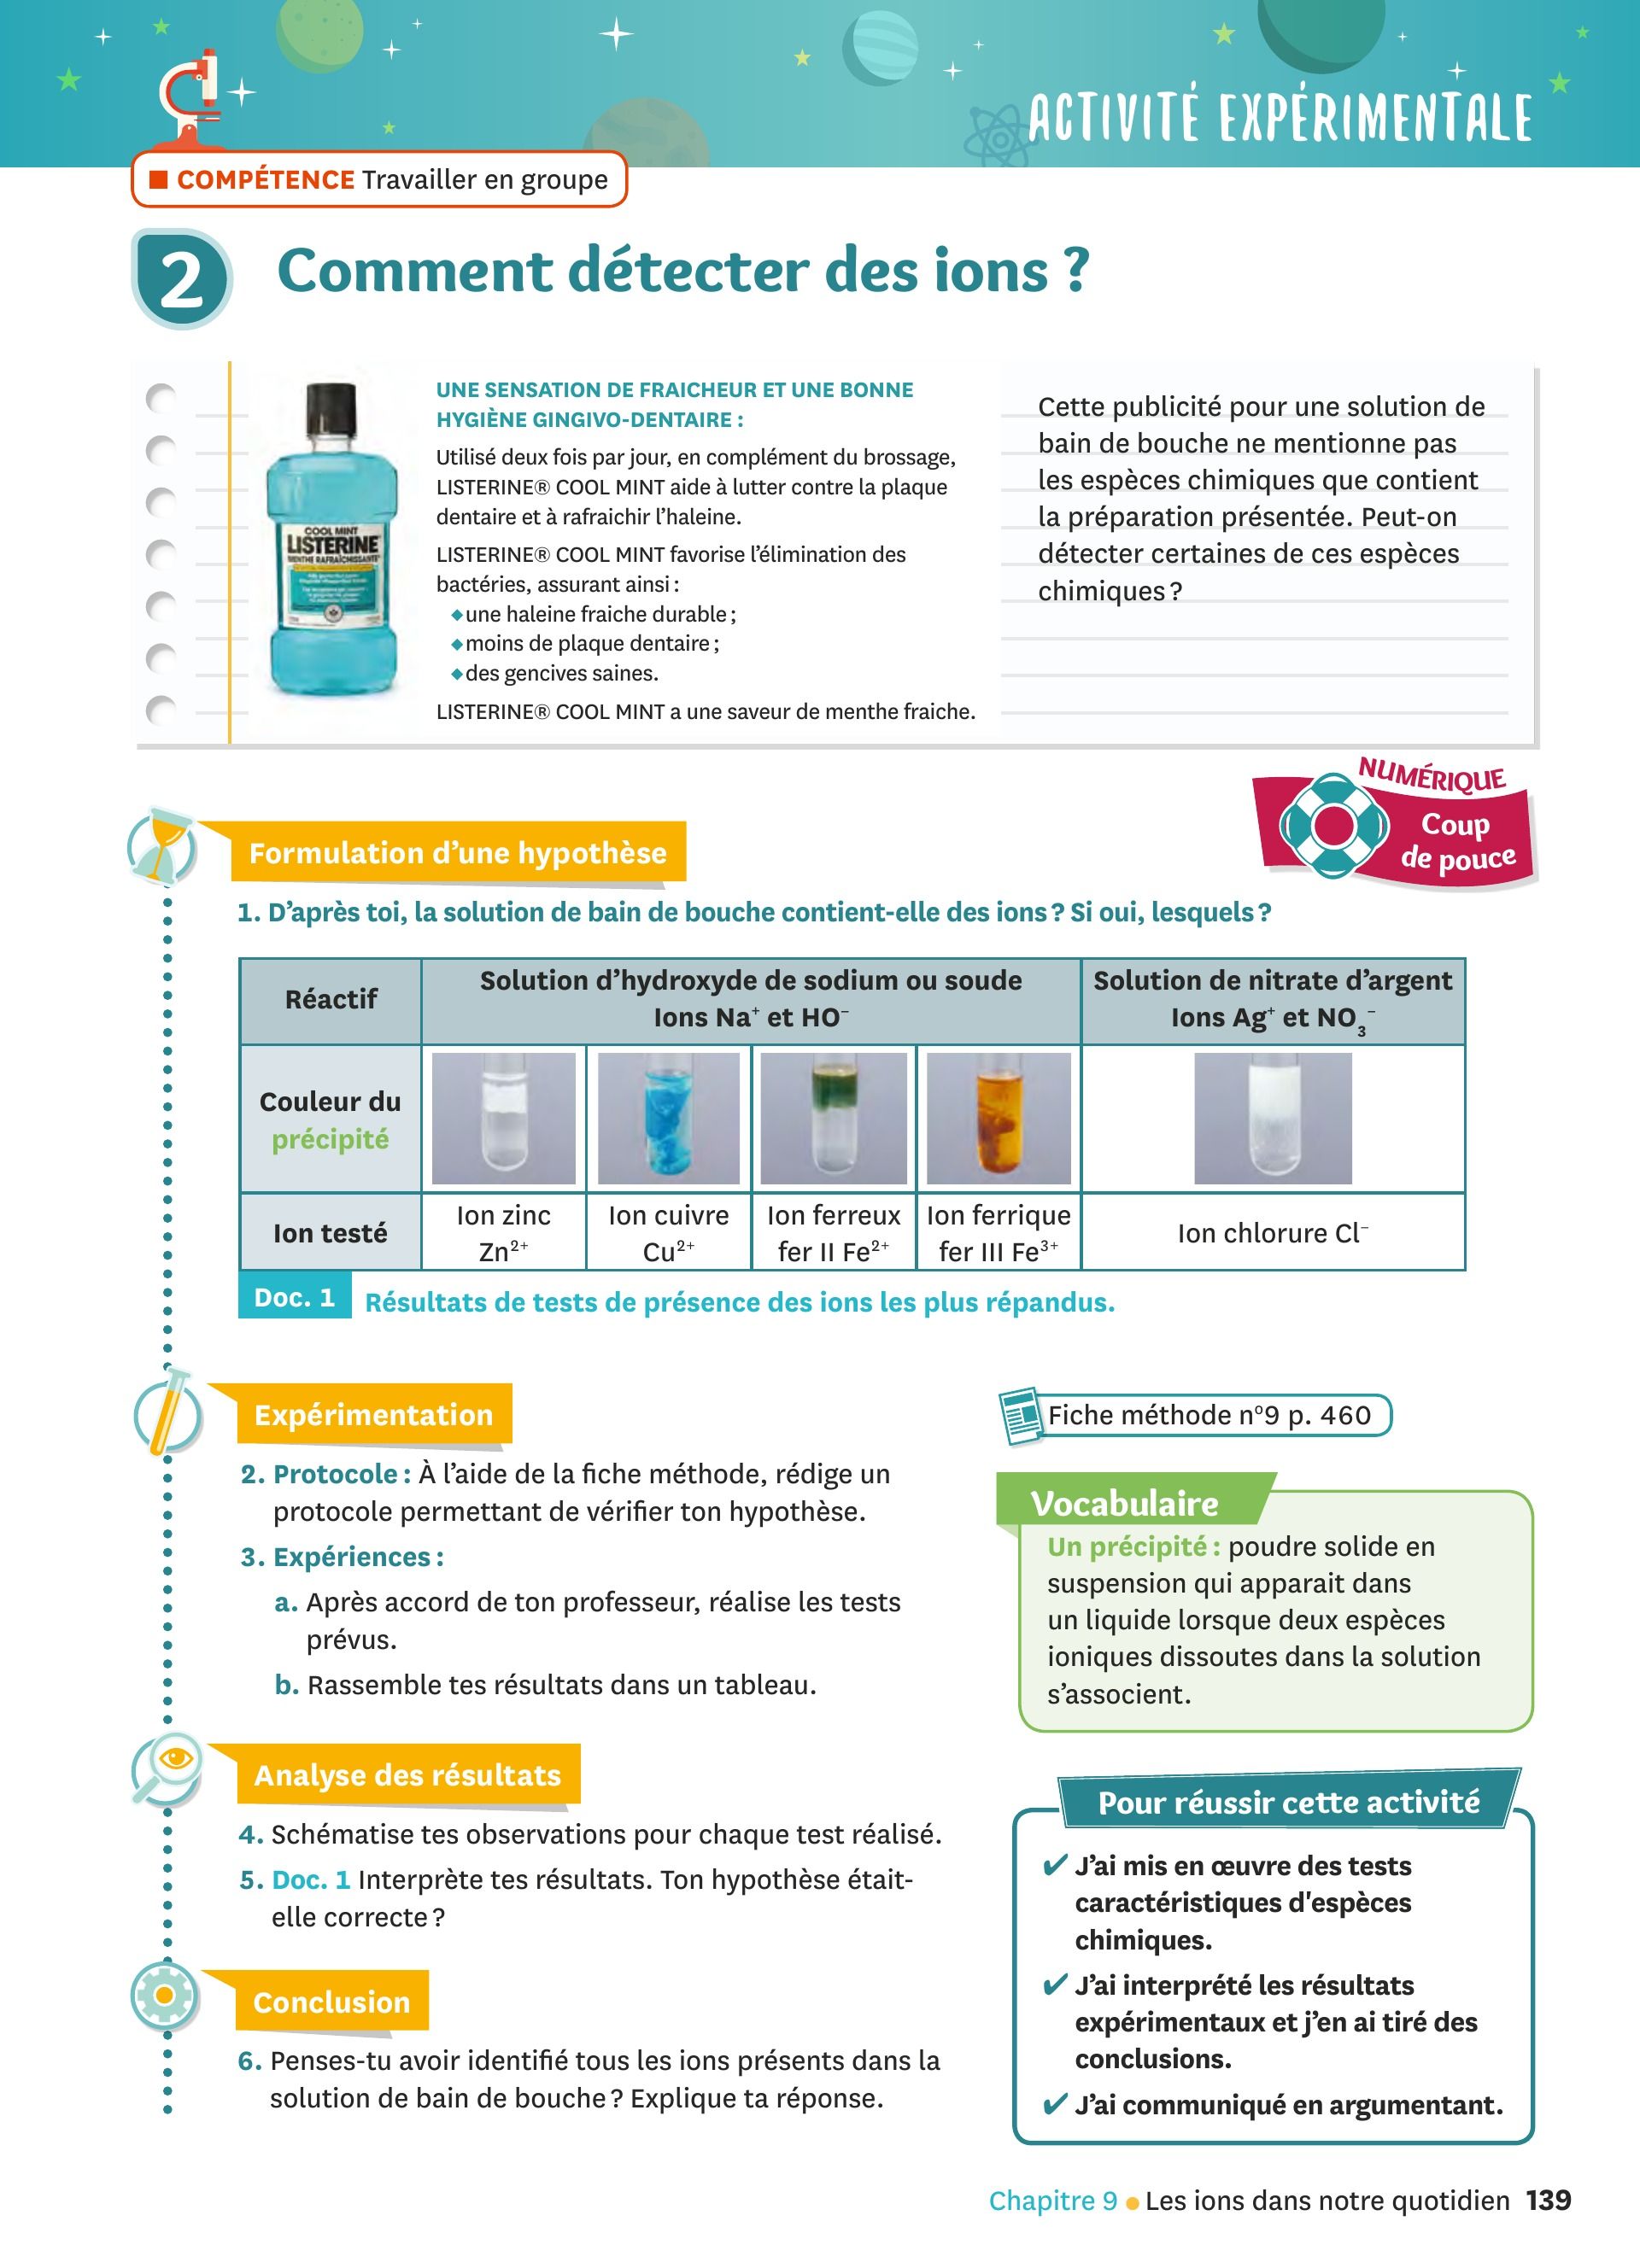 ACTIVITÉ EXPÉRIMENTALE
■ COMPÉTENCE Travailler en groupe
2
Comment détecter des ions ?
COOL MINT
LISTERINE
UNE SENSATION DE FRAICHEUR ET UNE BONNE
HYGIÈNE GINGIVO-DENTAIRE :
Utilisé deux fois par jour, en complément du brossage,
LISTERINE® COOL MINT aide à lutter contre la plaque
dentaire et à rafraichir l’haleine.
LISTERINE® COOL MINT favorise l’élimination des
bactéries, assurant ainsi :
◆ une haleine fraiche durable ;
◆ moins de plaque dentaire ;
◆ des gencives saines.
LISTERINE® COOL MINT a une saveur de menthe fraiche.
Cette publicité pour une solution de
bain de bouche ne mentionne pas
les espèces chimiques que contient
la préparation présentée. Peut-on
détecter certaines de ces espèces
chimiques ?
NUMÉRIQUE
Coup
de pouce
Formulation d’une hypothèse
1. D’après toi, la solution de bain de bouche contient-elle des ions ? Si oui, lesquels ?
Réactif
Solution d’hydroxyde de sodium ou soude
Ions Na⁺ et HO⁻
Solution de nitrate d’argent
Ions Ag⁺ et NO₃⁻
Couleur du
précipité
Ion testé
Ion zinc
Zn²⁺
Ion cuivre
Cu²⁺
Ion ferreux
fer II Fe²⁺
Ion ferrique
fer III Fe³⁺
Ion chlorure Cl⁻
Doc. 1 Résultats de tests de présence des ions les plus répandus.
Expérimentation
2. Protocole : À l’aide de la fiche méthode, rédige un
protocole permettant de vérifier ton hypothèse.
3. Expériences :
a. Après accord de ton professeur, réalise les tests
prévus.
b. Rassemble tes résultats dans un tableau.
Analyse des résultats
4. Schématise tes observations pour chaque test réalisé.
5. Doc. 1 Interprète tes résultats. Ton hypothèse était-
elle correcte ?
Conclusion
6. Penses-tu avoir identifié tous les ions présents dans la
solution de bain de bouche ? Explique ta réponse.
Fiche méthode n°9 p. 460
Vocabulaire
Un précipité : poudre solide en
suspension qui apparait dans
un liquide lorsque deux espèces
ioniques dissoutes dans la solution
s’associent.
Pour réussir cette activité
✔ J’ai mis en œuvre des tests
caractéristiques d'espèces
chimiques.
✔ J’ai interprété les résultats
expérimentaux et j’en ai tiré des
conclusions.
✔ J’ai communiqué en argumentant.
Chapitre 9 ● Les ions dans notre quotidien 139